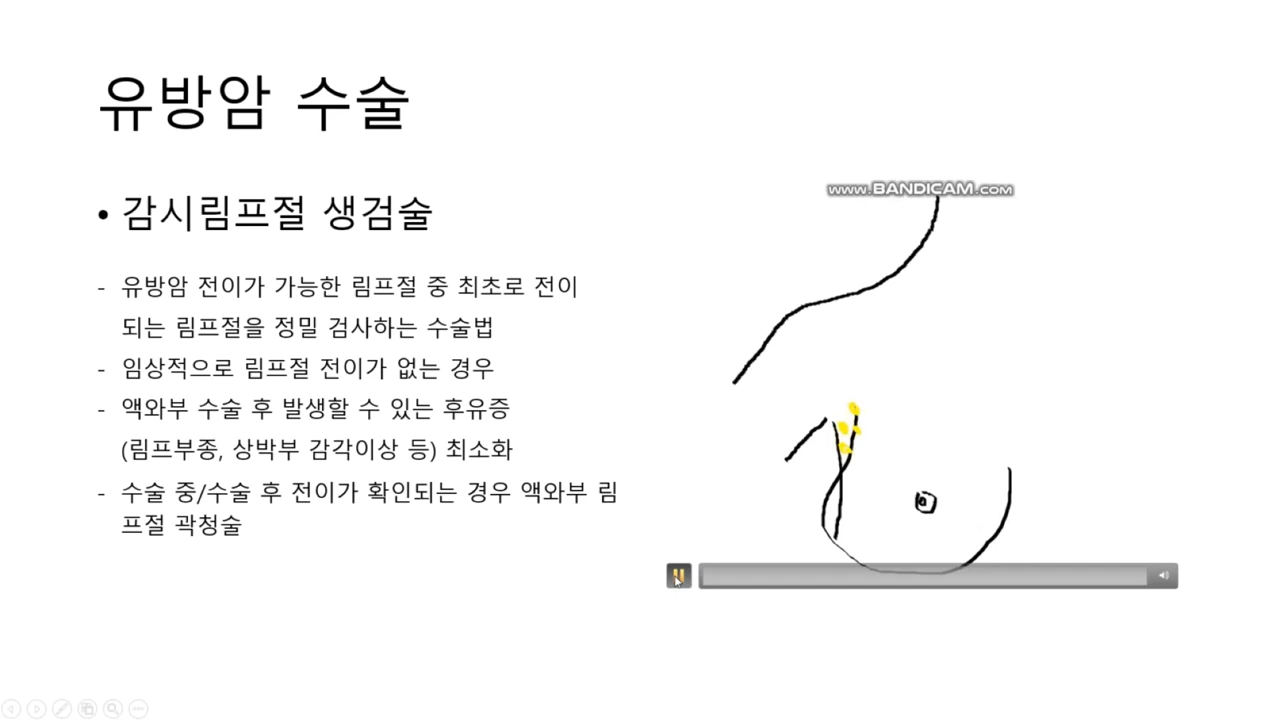 유방암 수술
• 감시림프절 생검술
- 유방암 전이가 가능한 림프절 중 최초로 전이
되는 림프절을 정밀 검사하는 수술법
- 임상적으로 림프절 전이가 없는 경우
- 액와부 수술 후 발생할 수 있는 후유증
(림프부종, 상박부 감각이상 등) 최소화
- 수술 중/수술 후 전이가 확인되는 경우 액와부 림
프절 곽청술
www.BANDICAM.com